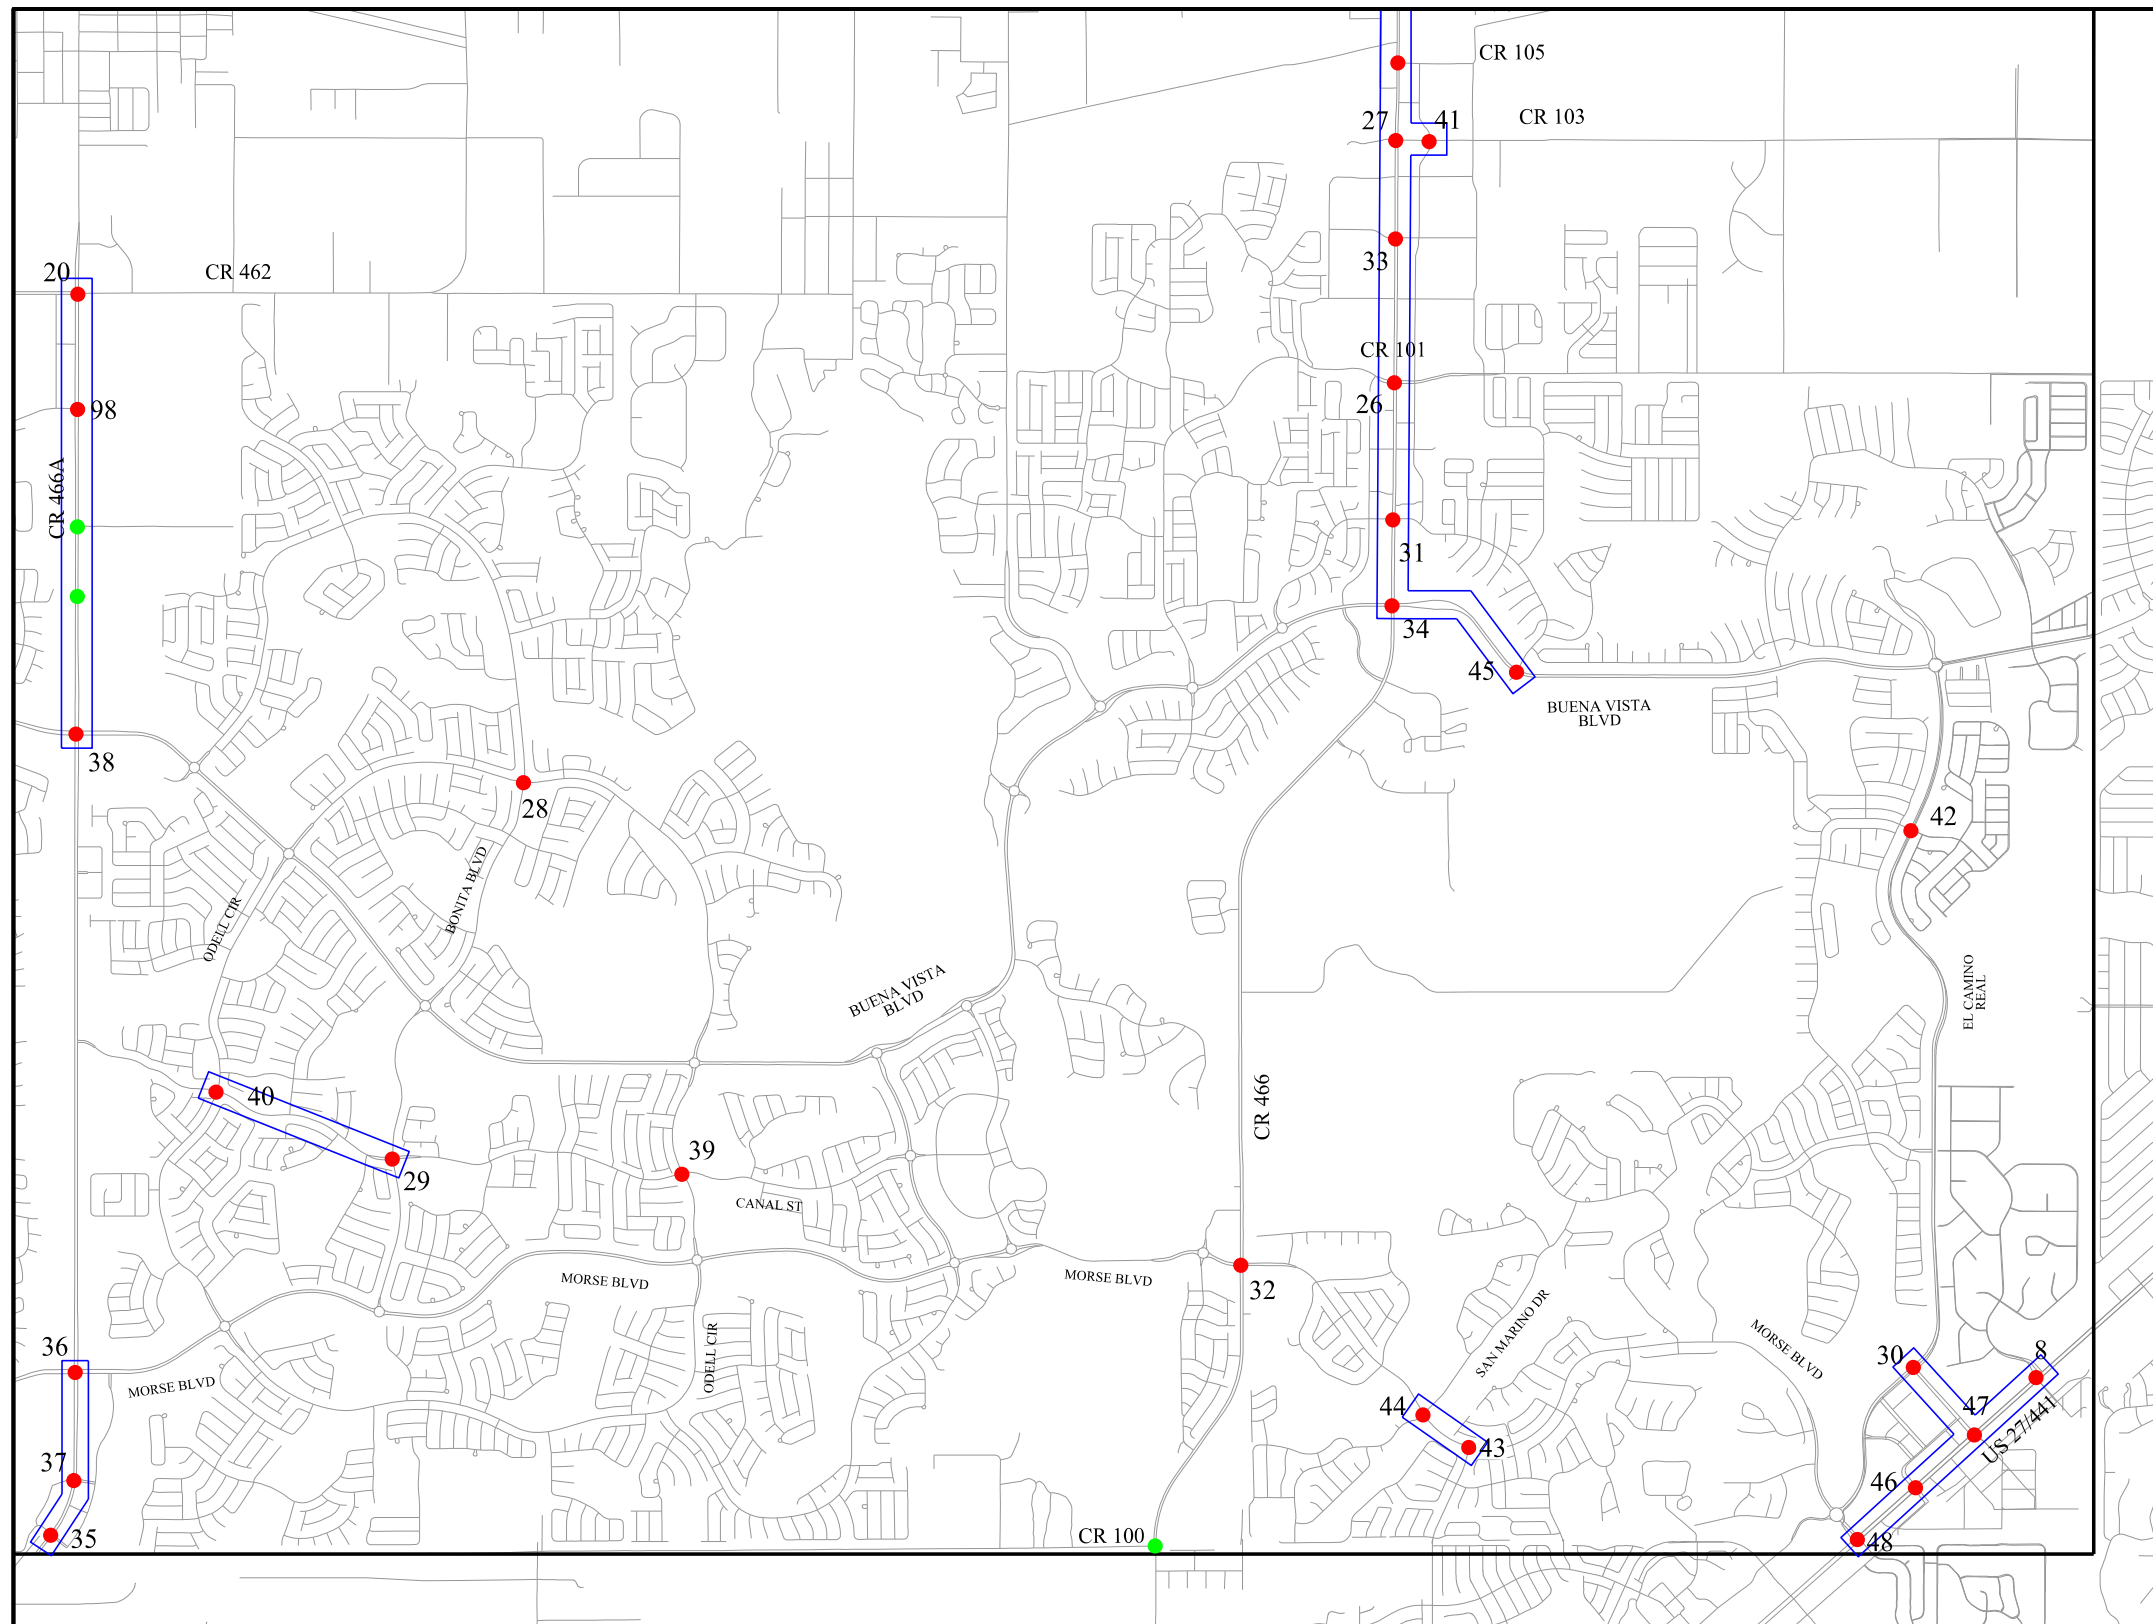 CR 105
27
41
CR 103
33
20
CR 462
CR 101
26
98
CR 466A
31
34
45
BUENA VISTA
BLVD
38
28
42
BONITA BLVD
ODELL CIR
BUENA VISTA
BLVD
EL CAMINO
REAL
40
CR 466
39
29
CANAL ST
MORSE BLVD
MORSE BLVD
32
SAN MARINO DR
MORSE BLVD
36
ODELL CIR
30
8
MORSE BLVD
44
47
US 27/441
43
37
46
35
CR 100
48